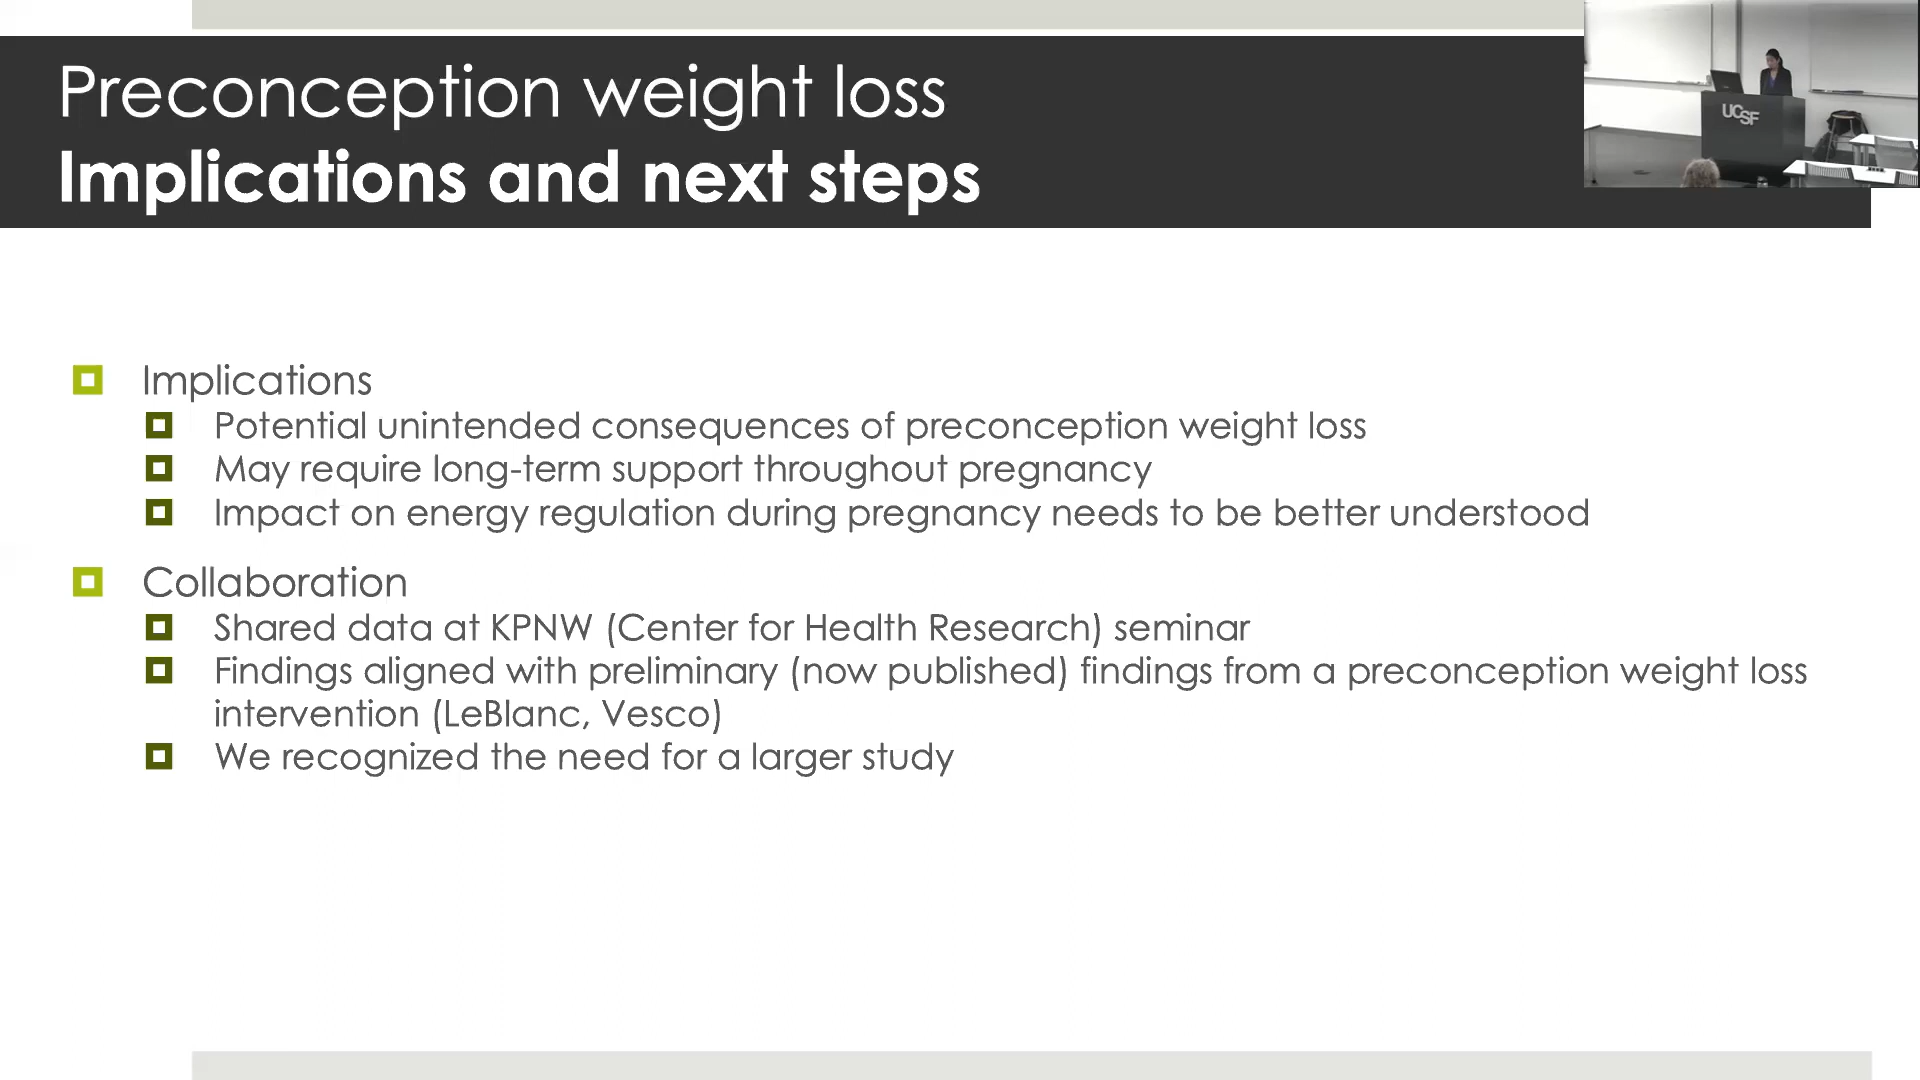 Preconception weight loss
Implications and next steps
UCSF
Implications
Potential unintended consequences of preconception weight loss
May require long-term support throughout pregnancy
Impact on energy regulation during pregnancy needs to be better understood
Collaboration
Shared data at KPNW (Center for Health Research) seminar
Findings aligned with preliminary (now published) findings from a preconception weight loss
intervention (LeBlanc, Vesco)
We recognized the need for a larger study